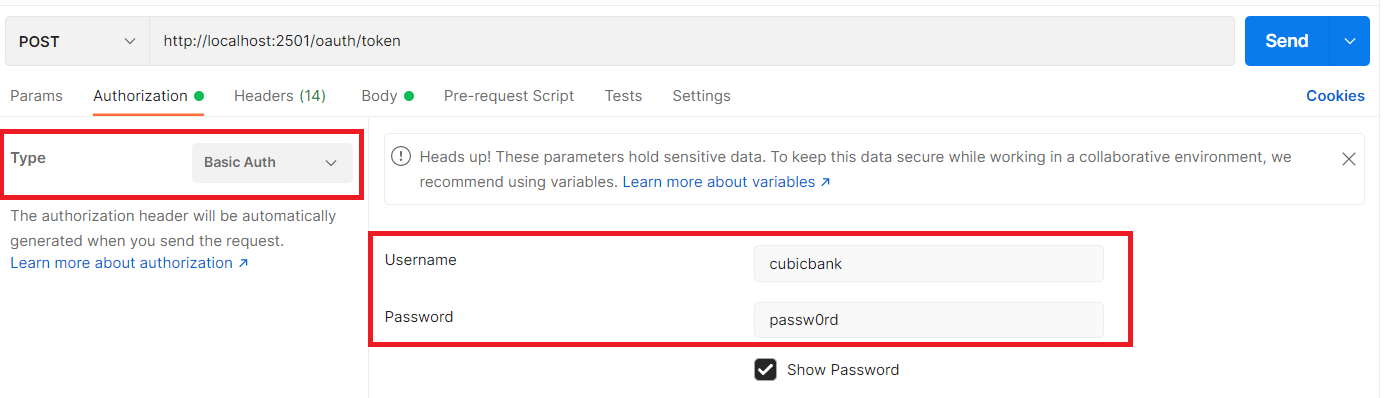 POST http://localhost:2501/oauth/token Send
Params Authorization Headers (14) Body Pre-request Script Tests Settings Cookies
Type Basic Auth
The authorization header will be automatically
generated when you send the request.
Learn more about authorization ↗
Heads up! These parameters hold sensitive data. To keep this data secure while working in a collaborative environment, we
recommend using variables. Learn more about variables ↗
Username cubicbank
Password passw0rd
Show Password